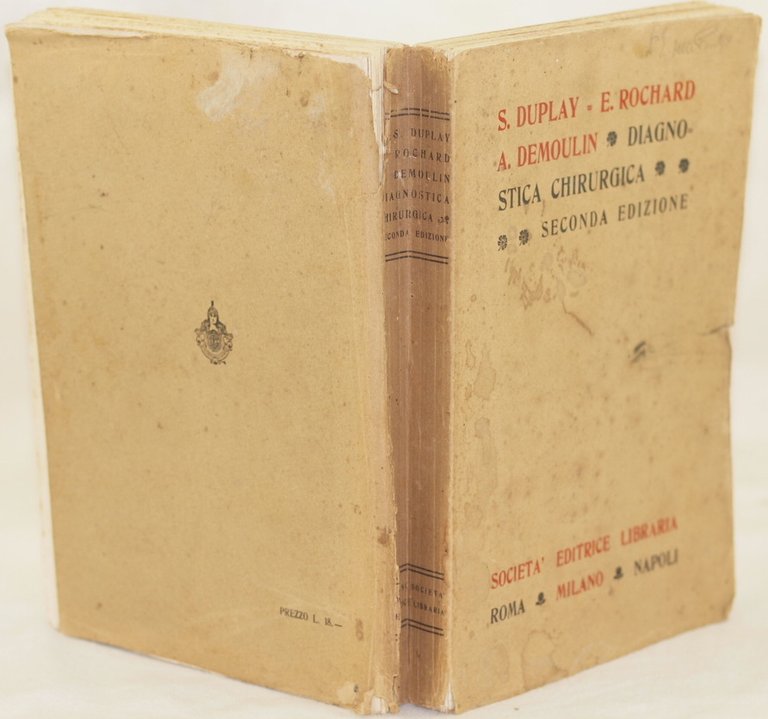 S. DUPLAY - E. ROCHARD
A. DEMOULIN DIAGNO-
STICA CHIRURGICA
SECONDA EDIZIONE
SOCIETA' EDITRICE LIBRARIA
ROMA MILANO NAPOLI
S. DUPLAY
ROCHARD
DEMOULIN
DIAGNOSTICA
CHIRURGICA
SECONDA EDIZIONE
SOCIETA'
LIBRARIA
PREZZO L. 18.—